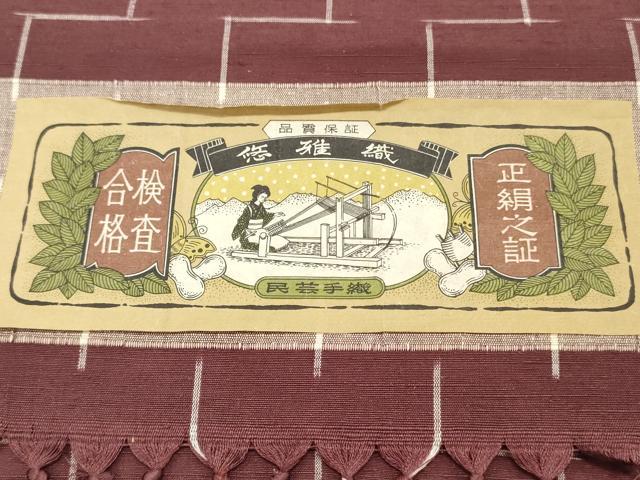 品質保証
悠雅織
検査
合格
正絹之証
民芸手織